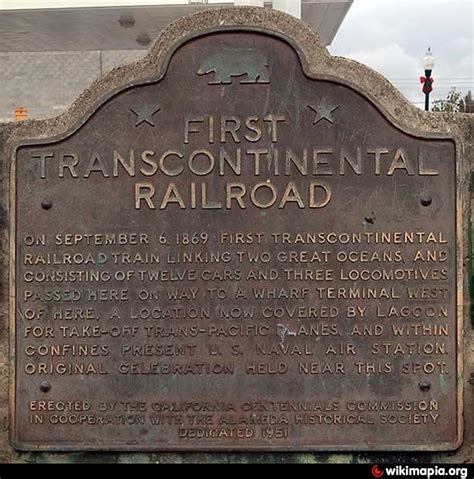 FIRST
TRANSCONTINENTAL
RAILROAD
ON SEPTEMBER 6, 1869, FIRST TRANSCONTINENTAL
RAILROAD TRAIN LINKING TWO GREAT OCEANS, AND
CONSISTING OF TWELVE CARS AND THREE LOCOMOTIVES
PASSED HERE ON WAY TO A WHARF TERMINAL WEST
OF HERE, A LOCATION NOW COVERED BY LAGOON
FOR TAKE-OFF TRANS-PACIFIC PLANES, AND WITHIN
CONFINES PRESENT U. S. NAVAL AIR STATION.
ORIGINAL CELEBRATION HELD NEAR THIS SPOT.
ERECTED BY THE CALIFORNIA CENTENNIALS COMMISSION
IN COOPERATION WITH THE ALAMEDA HISTORICAL SOCIETY
DEDICATED 1951
wikimapia.org